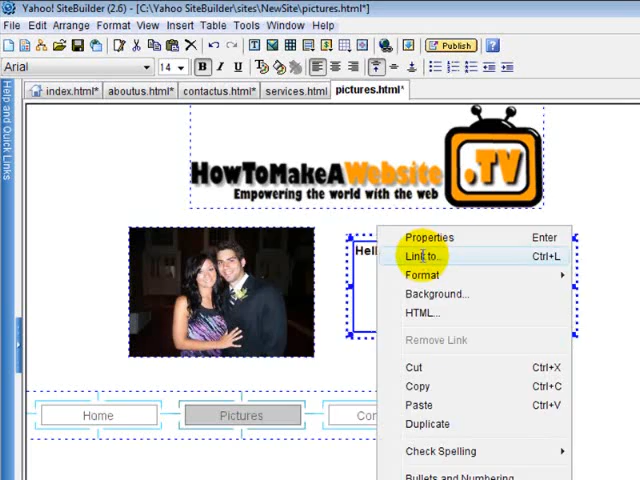 Yahoo! SiteBuilder (2.6) - [C:\Yahoo SiteBuilder\sites\NewSite\pictures.html*]
File Edit Arrange Format View Insert Table Tools Window Help
Publish
Arial 14 B I U
index.html* aboutus.html* contactus.html* services.html pictures.html*
Help and Quick Links
HowToMakeAWebsite .TV
Empowering the world with the web
Properties Enter
Link to... Ctrl+L
Format
Background...
HTML...
Remove Link
Cut Ctrl+X
Copy Ctrl+C
Paste Ctrl+V
Duplicate
Check Spelling
Bullets and Numbering
Home Pictures